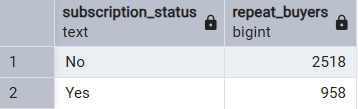 subscription_status repeat_buyers
text bigint
1 No 2518
2 Yes 958